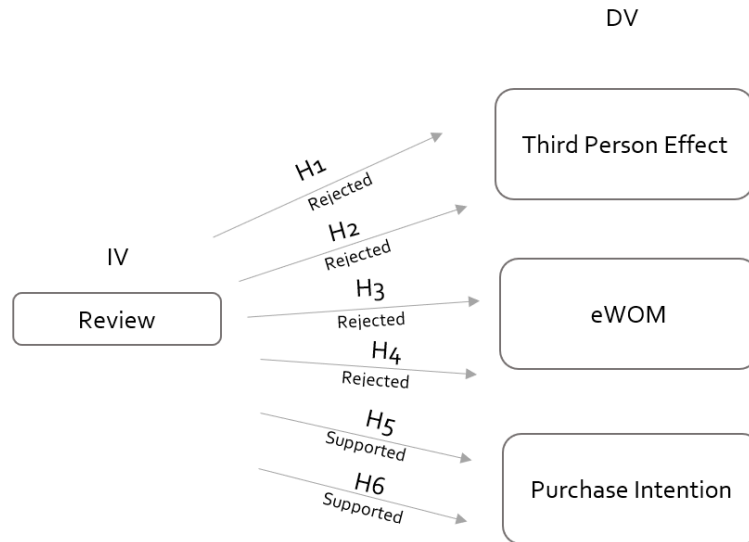 DV
Third Person Effect
H1
Rejected
H2
Rejected
IV
Review
H3
Rejected
eWOM
H4
Rejected
H5
Supported
H6
Supported
Purchase Intention